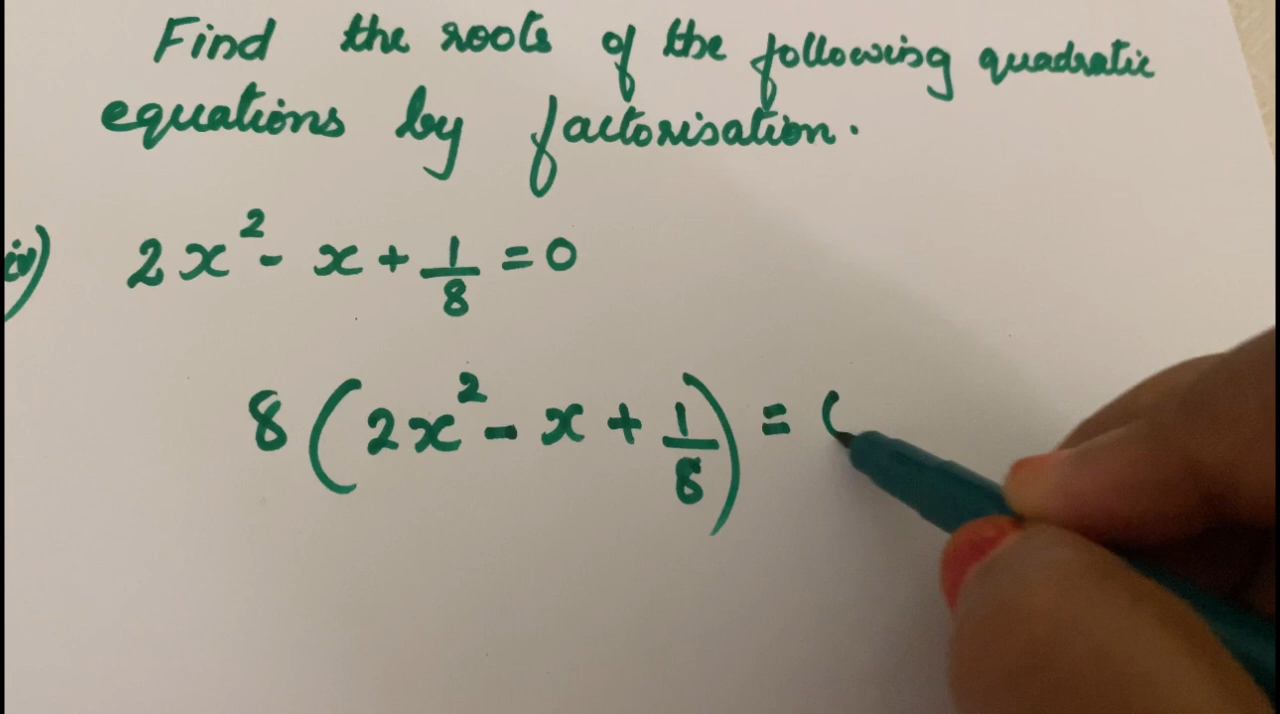 Find the roots of the following quadratic
equations by factorisation.
iv) 2x² - x + 1/8 = 0
8(2x² - x + 1/8) =